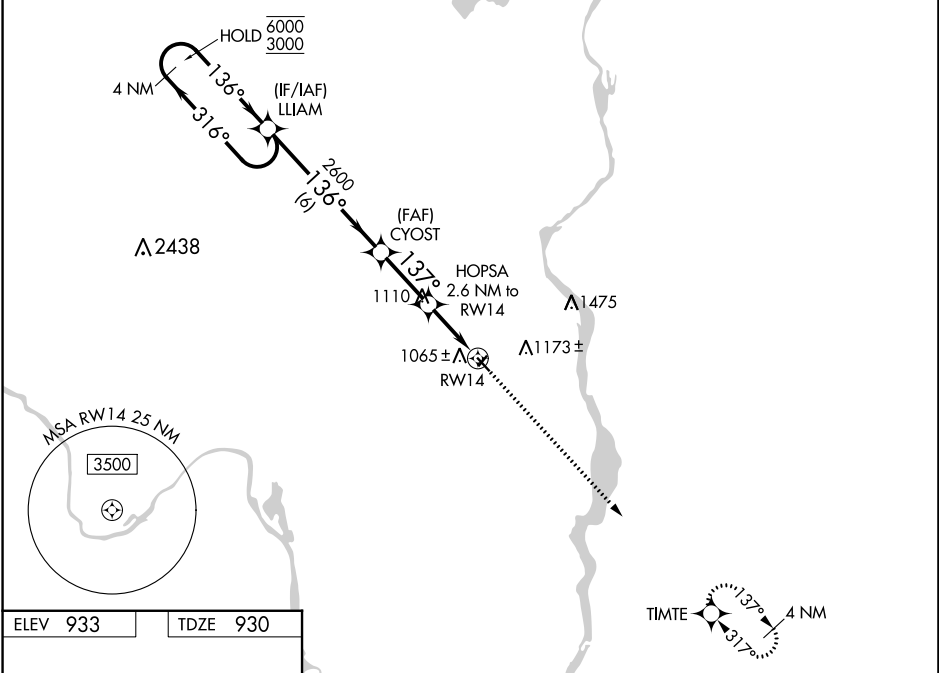 HOLD 6000
3000
4 NM
136°
316°
(IF/IAF)
LLIAM
2600
136°
(6)
(FAF)
CYOST
2438
137°
HOPSA
2.6 NM to
RW14
1110
1475
1065±
1173±
RW14
MSA RW14 25 NM
3500
TIMTE
137°
317°
4 NM
ELEV 933
TDZE 930